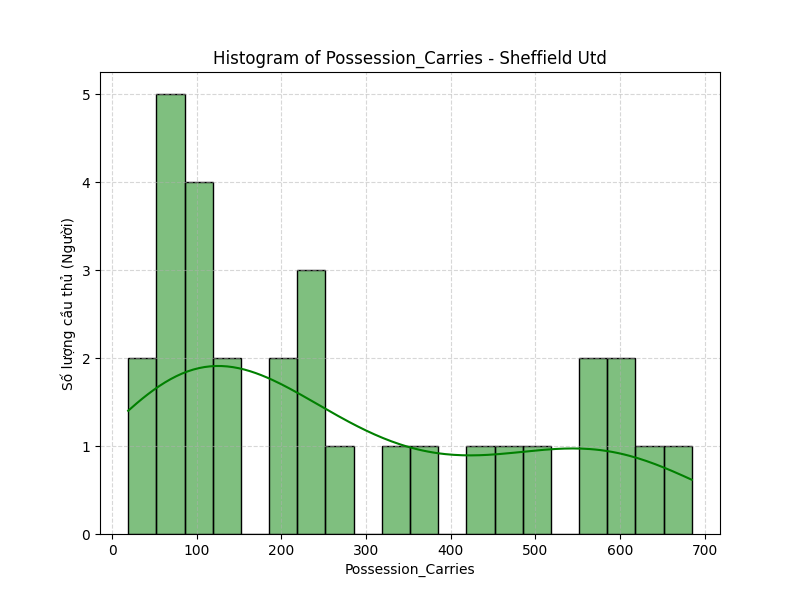 Histogram of Possession_Carries - Sheffield Utd
Số lượng cầu thủ (Người)
5
4
3
2
1
0
0 100 200 300 400 500 600 700
Possession_Carries